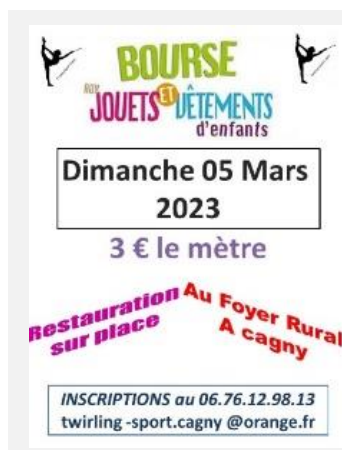 BOURSE
aux JOUETS ET VÊTEMENTS
d'enfants
Dimanche 05 Mars
2023
3 € le mètre
Restauration
sur place
Au Foyer Rural
A cagny
INSCRIPTIONS au 06.76.12.98.13
twirling -sport.cagny @orange.fr